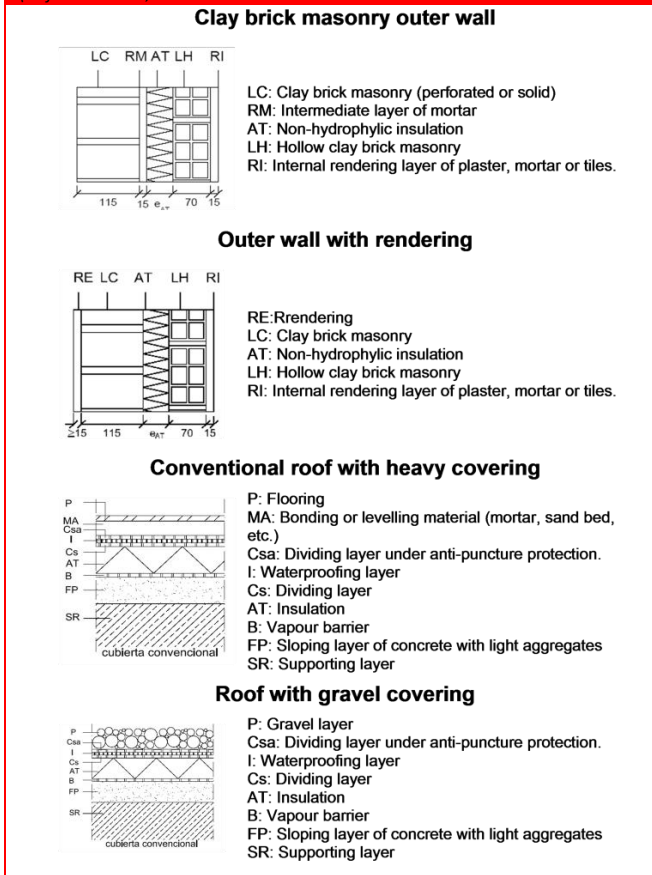 Clay brick masonry outer wall
LC RM AT LH RI
115 15 eAT 70 15
LC: Clay brick masonry (perforated or solid)
RM: Intermediate layer of mortar
AT: Non-hydrophylic insulation
LH: Hollow clay brick masonry
RI: Internal rendering layer of plaster, mortar or tiles.
Outer wall with rendering
RE LC AT LH RI
≥15 115 eAT 70 15
RE:Rrendering
LC: Clay brick masonry
AT: Non-hydrophylic insulation
LH: Hollow clay brick masonry
RI: Internal rendering layer of plaster, mortar or tiles.
Conventional roof with heavy covering
P
MA
Csa
I
Cs
AT
B
FP
SR
cubierta convencional
P: Flooring
MA: Bonding or levelling material (mortar, sand bed,
etc.)
Csa: Dividing layer under anti-puncture protection.
I: Waterproofing layer
Cs: Dividing layer
AT: Insulation
B: Vapour barrier
FP: Sloping layer of concrete with light aggregates
SR: Supporting layer
Roof with gravel covering
P
Csa
I
Cs
AT
B
FP
SR
cubierta convencional
P: Gravel layer
Csa: Dividing layer under anti-puncture protection.
I: Waterproofing layer
Cs: Dividing layer
AT: Insulation
B: Vapour barrier
FP: Sloping layer of concrete with light aggregates
SR: Supporting layer